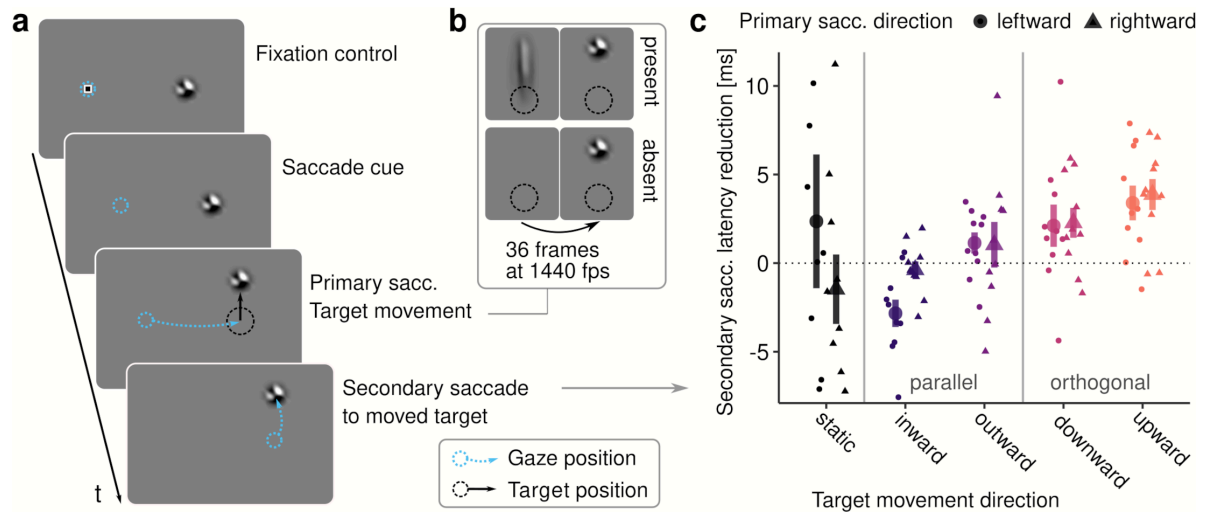 a
Fixation control
Saccade cue
Primary sacc.
Target movement
Secondary saccade
to moved target
t
b
present
absent
36 frames
at 1440 fps
Gaze position
Target position
c
Primary sacc. direction leftward rightward
Secondary sacc. latency reduction [ms]
10
5
0
-5
parallel
orthogonal
static
inward
outward
downward
upward
Target movement direction